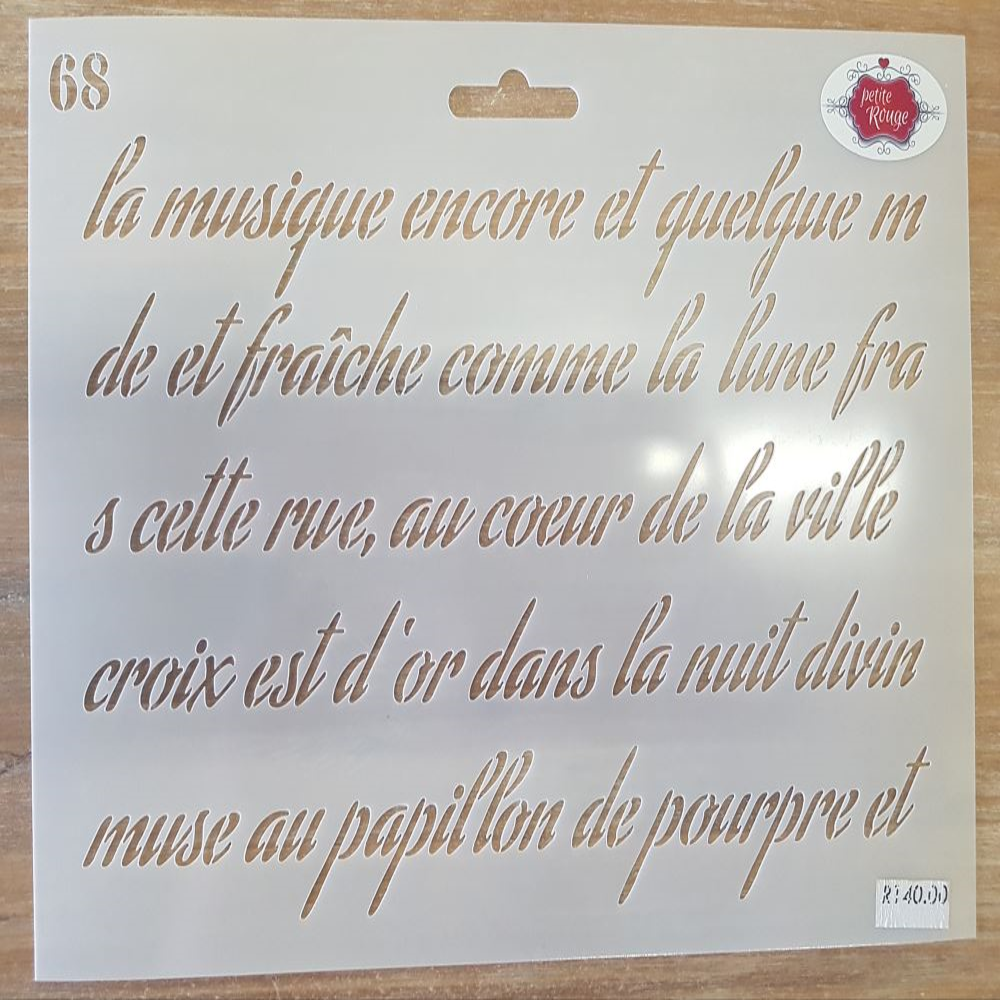 68
petite
Rouge
la musique encore et quelque m
de et fraîche comme la lune fra
s cette rue, au coeur de la ville
croix est d'or dans la nuit divin
muse au papillon de pourpre et
R140.00